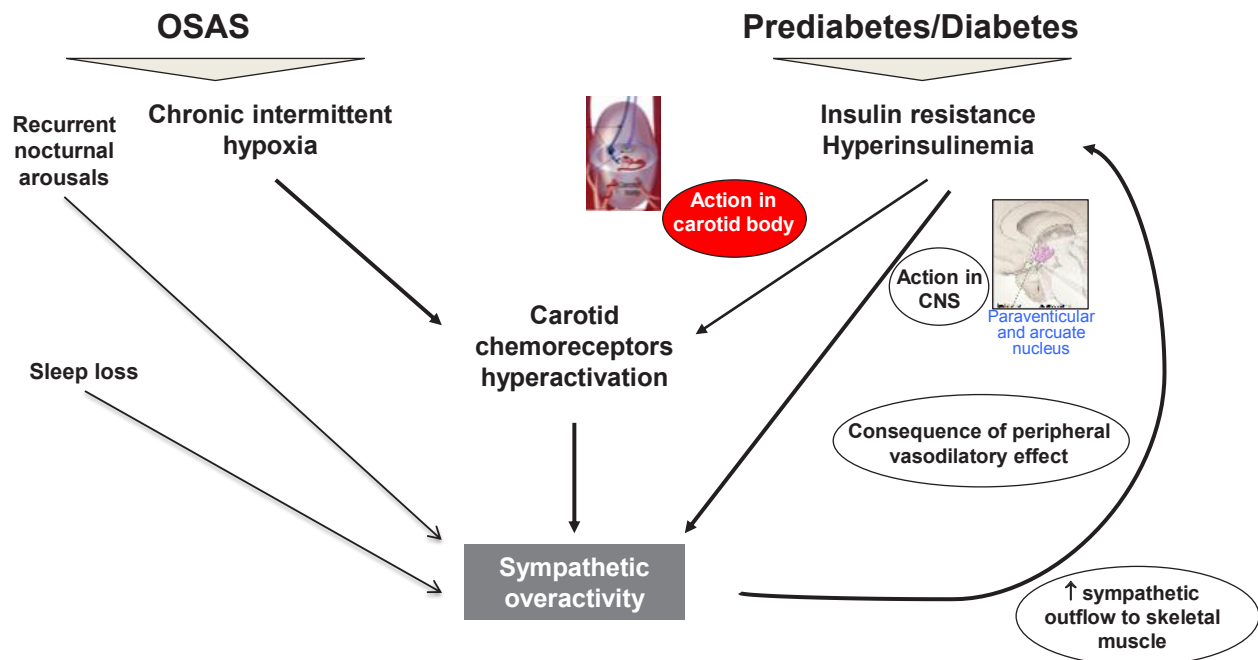 OSAS
Prediabetes/Diabetes
Recurrent
nocturnal
arousals
Chronic intermittent
hypoxia
Insulin resistance
Hyperinsulinemia
Action in
carotid body
Action in
CNS
Paraventicular
and arcuate
nucleus
Carotid
chemoreceptors
hyperactivation
Sleep loss
Consequence of peripheral
vasodilatory effect
Sympathetic
overactivity
↑ sympathetic
outflow to skeletal
muscle